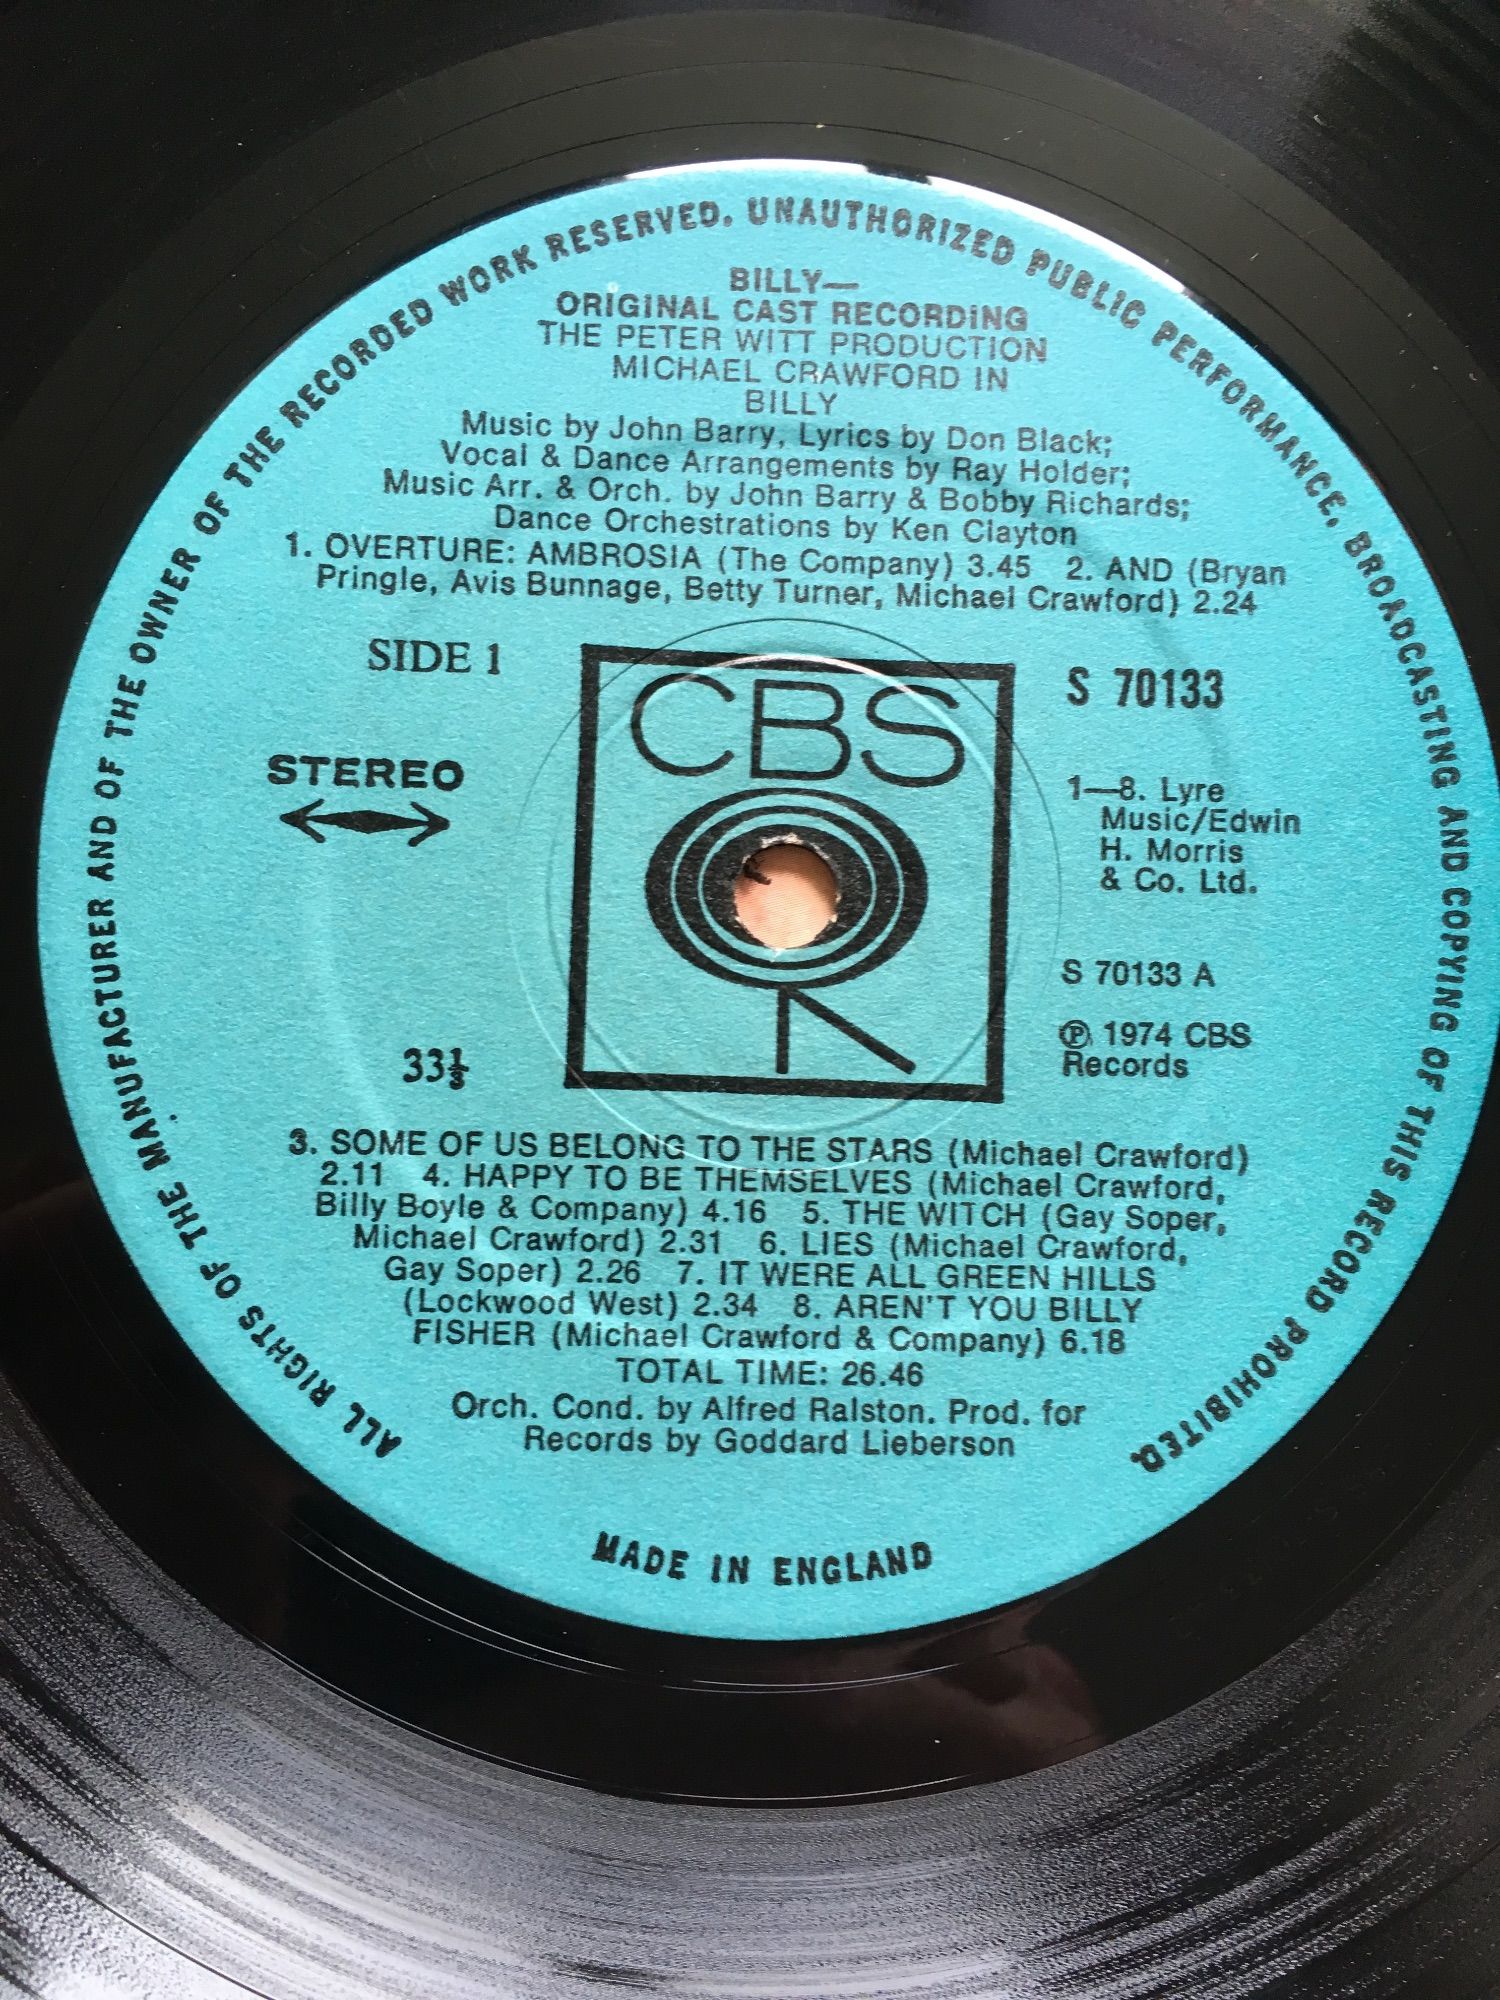 ALL RIGHTS OF THE MANUFACTURER AND OF THE OWNER OF THE RECORDED WORK RESERVED. UNAUTHORIZED PUBLIC PERFORMANCE, BROADCASTING AND COPYING OF THIS RECORD PROHIBITED.
BILLY—
ORIGINAL CAST RECORDING
THE PETER WITT PRODUCTION
MICHAEL CRAWFORD IN
BILLY
Music by John Barry, Lyrics by Don Black;
Vocal & Dance Arrangements by Ray Holder;
Music Arr. & Orch. by John Barry & Bobby Richards;
Dance Orchestrations by Ken Clayton
1. OVERTURE: AMBROSIA (The Company) 3.45 2. AND (Bryan
Pringle, Avis Bunnage, Betty Turner, Michael Crawford) 2.24
SIDE 1
CBS
S 70133
STEREO
1—8. Lyre
Music/Edwin
H. Morris
& Co. Ltd.
S 70133 A
℗ 1974 CBS
Records
33⅓
3. SOME OF US BELONG TO THE STARS (Michael Crawford)
2.11 4. HAPPY TO BE THEMSELVES (Michael Crawford,
Billy Boyle & Company) 4.16 5. THE WITCH (Gay Soper,
Michael Crawford) 2.31 6. LIES (Michael Crawford,
Gay Soper) 2.26 7. IT WERE ALL GREEN HILLS
(Lockwood West) 2.34 8. AREN'T YOU BILLY
FISHER (Michael Crawford & Company) 6.18
TOTAL TIME: 26.46
Orch. Cond. by Alfred Ralston. Prod. for
Records by Goddard Lieberson
MADE IN ENGLAND